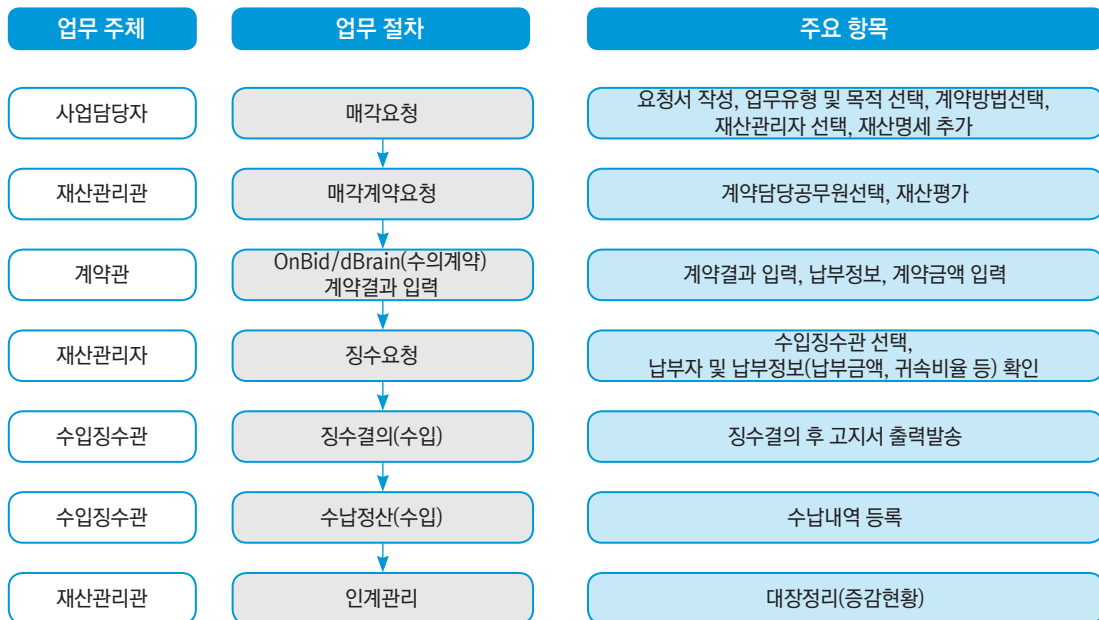 업무 주체
업무 절차
주요 항목
사업담당자
매각요청
요청서 작성, 업무유형 및 목적 선택, 계약방법선택,
재산관리자 선택, 재산명세 추가
재산관리관
매각계약요청
계약담당공무원선택, 재산평가
계약관
OnBid/dBrain(수의계약)
계약결과 입력
계약결과 입력, 납부정보, 계약금액 입력
재산관리자
징수요청
수입징수관 선택,
납부자 및 납부정보(납부금액, 귀속비율 등) 확인
수입징수관
징수결의(수입)
징수결의 후 고지서 출력발송
수입징수관
수납정산(수입)
수납내역 등록
재산관리관
인계관리
대장정리(증감현황)